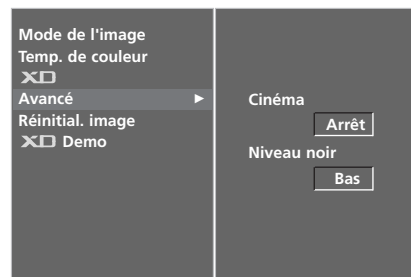 Mode de l'image
Temp. de couleur
XD
Avancé ►
Réinitial. image
XD Demo
Cinéma
Arrêt
Niveau noir
Bas